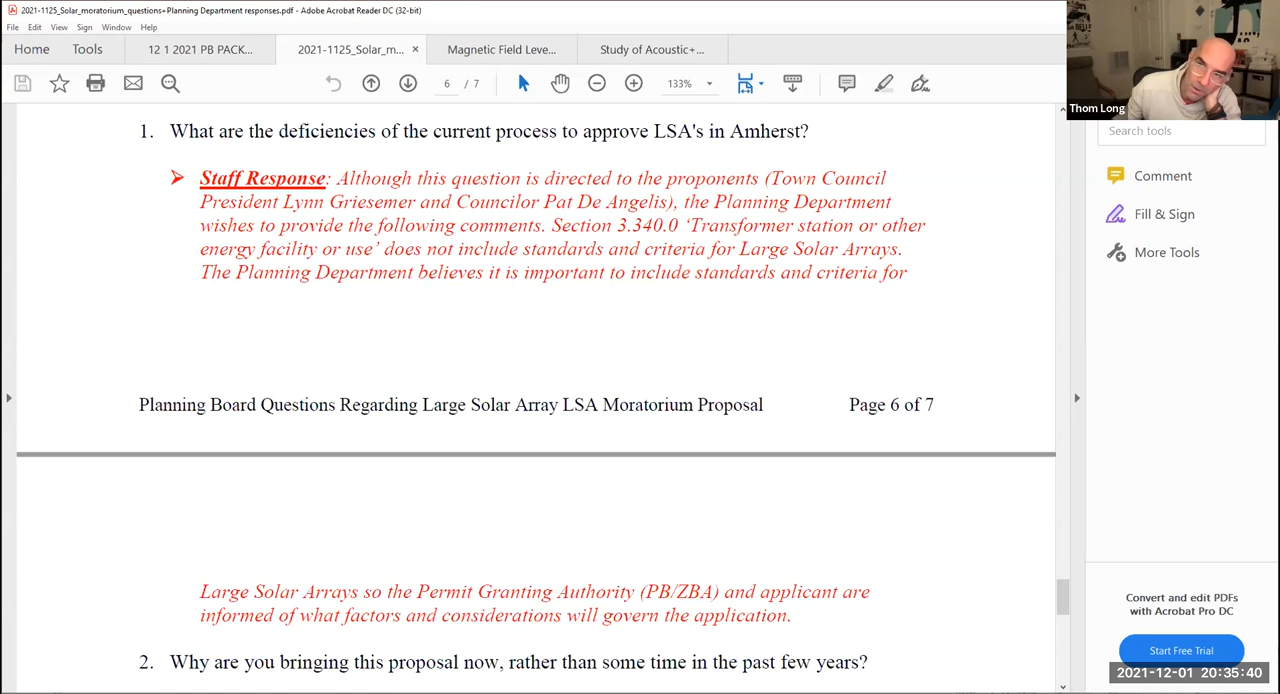 2021-1125_Solar_moratorium_questions+Planning Department responses.pdf - Adobe Acrobat Reader DC (32-bit)
File Edit View Sign Window Help
Home Tools 12 1 2021 PB PACK... 2021-1125_Solar_m... × Magnetic Field Leve... Study of Acoustic+...
6 / 7 133%
Thom Long
Search tools
Comment
Fill & Sign
More Tools
1. What are the deficiencies of the current process to approve LSA's in Amherst?
➢ Staff Response: Although this question is directed to the proponents (Town Council
President Lynn Griesemer and Councilor Pat De Angelis), the Planning Department
wishes to provide the following comments. Section 3.340.0 ‘Transformer station or other
energy facility or use’ does not include standards and criteria for Large Solar Arrays.
The Planning Department believes it is important to include standards and criteria for
Planning Board Questions Regarding Large Solar Array LSA Moratorium Proposal Page 6 of 7
Large Solar Arrays so the Permit Granting Authority (PB/ZBA) and applicant are
informed of what factors and considerations will govern the application.
2. Why are you bringing this proposal now, rather than some time in the past few years?
Convert and edit PDFs
with Acrobat Pro DC
Start Free Trial
2021-12-01 20:35:40